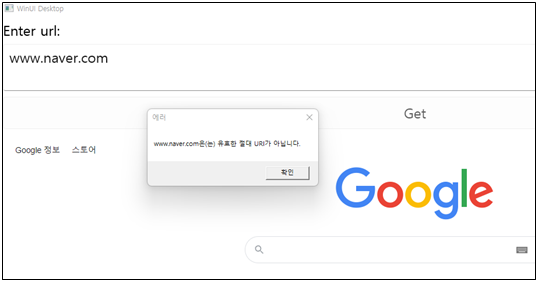 WinUI Desktop
Enter url:
www.naver.com
에러
Get
www.naver.com은(는) 유효한 절대 URI가 아닙니다.
Google 정보 스토어
확인
Google